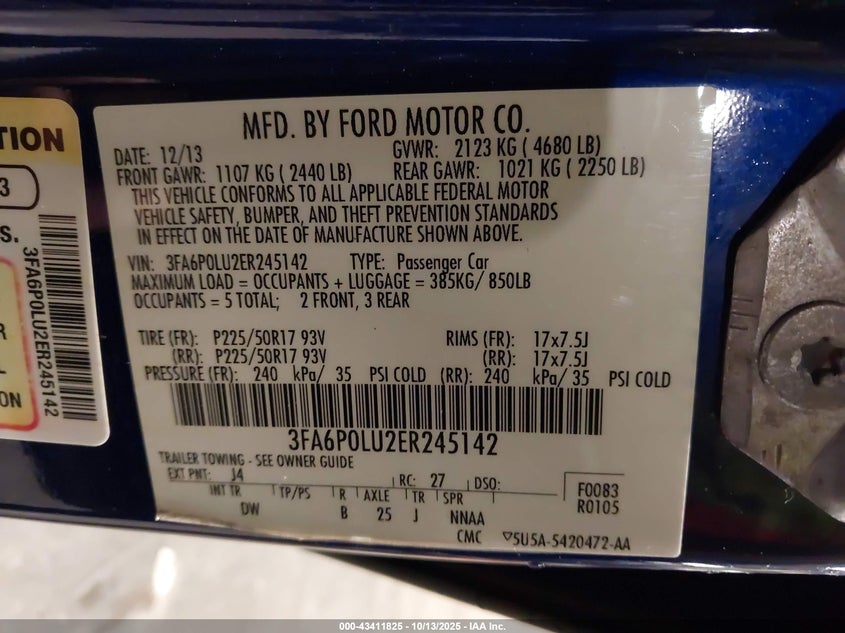 TION
3
S.
R
L
ON
3FA6P0LU2ER245142
MFD. BY FORD MOTOR CO.
DATE: 12/13 GVWR: 2123 KG ( 4680 LB)
FRONT GAWR: 1107 KG ( 2440 LB) REAR GAWR: 1021 KG ( 2250 LB)
THIS VEHICLE CONFORMS TO ALL APPLICABLE FEDERAL MOTOR
VEHICLE SAFETY, BUMPER, AND THEFT PREVENTION STANDARDS
IN EFFECT ON THE DATE OF MANUFACTURE SHOWN ABOVE.
VIN: 3FA6P0LU2ER245142 TYPE: Passenger Car
MAXIMUM LOAD = OCCUPANTS + LUGGAGE = 385KG/ 850LB
OCCUPANTS = 5 TOTAL; 2 FRONT, 3 REAR
TIRE (FR): P225/50R17 93V RIMS (FR): 17x7.5J
(RR): P225/50R17 93V (RR): 17x7.5J
PRESSURE (FR): 240 kPa/ 35 PSI COLD (RR): 240 kPa/ 35 PSI COLD
3FA6P0LU2ER245142
TRAILER TOWING - SEE OWNER GUIDE
EXT PNT: J4 RC: 27 DSO:
INT TR TP/PS R AXLE TR SPR F0083
DW B 25 J NNAA R0105
CMC 5U5A-5420472-AA
000-43411825 | 10/13/2025 | IAA Inc.